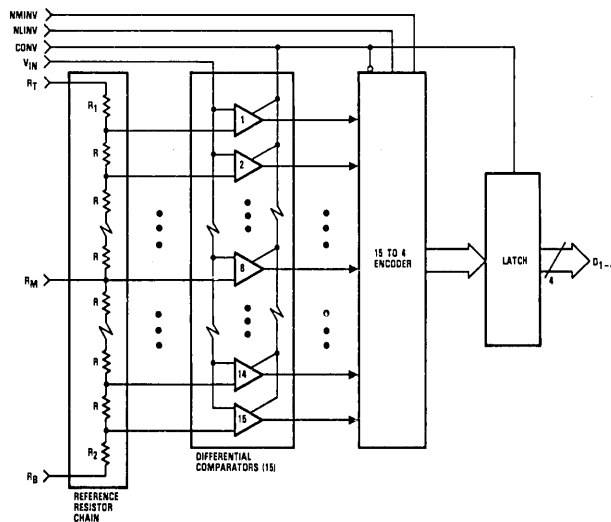 NMINV
NLINV
CONV
VIN
RT
R1
R
R
R
RM
R
R
R
R2
RB
1
2
8
14
15
15 TO 4
ENCODER
LATCH
4
DIFFERENTIAL
COMPARATORS (15)
REFERENCE
RESISTOR
CHAIN